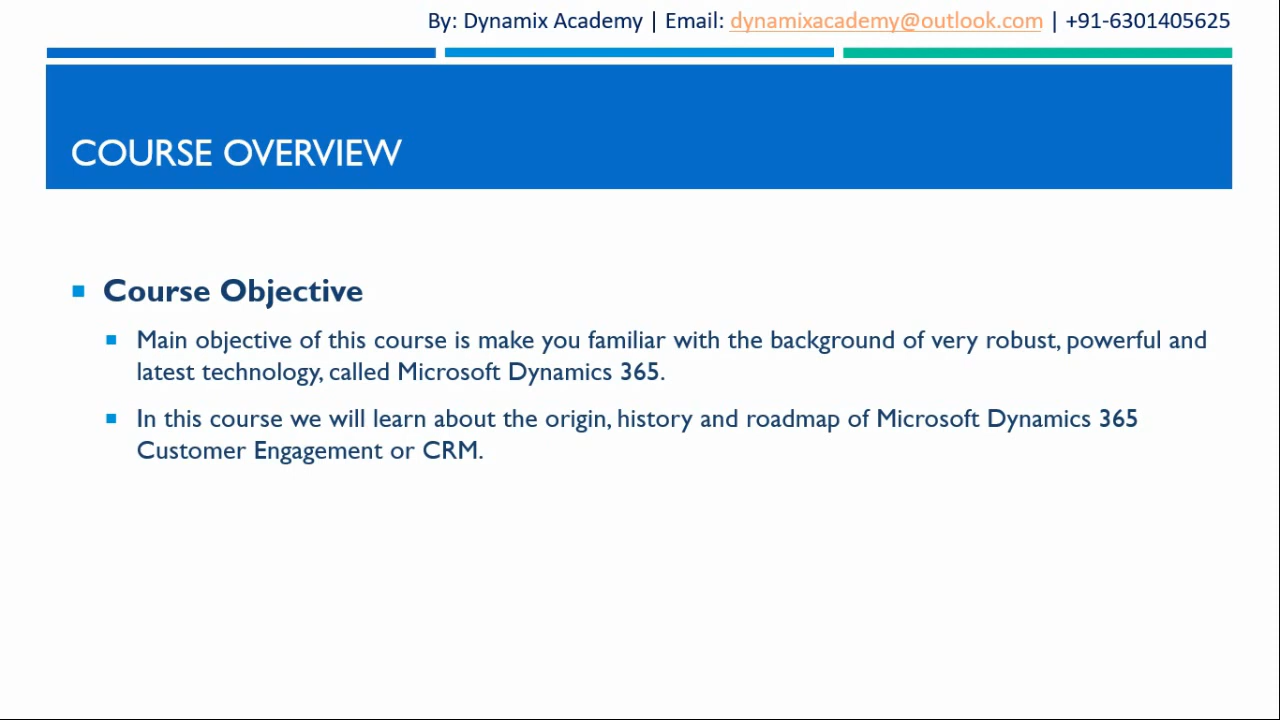 By: Dynamix Academy | Email: dynamixacademy@outlook.com | +91-6301405625
COURSE OVERVIEW
Course Objective
Main objective of this course is make you familiar with the background of very robust, powerful and
latest technology, called Microsoft Dynamics 365.
In this course we will learn about the origin, history and roadmap of Microsoft Dynamics 365
Customer Engagement or CRM.